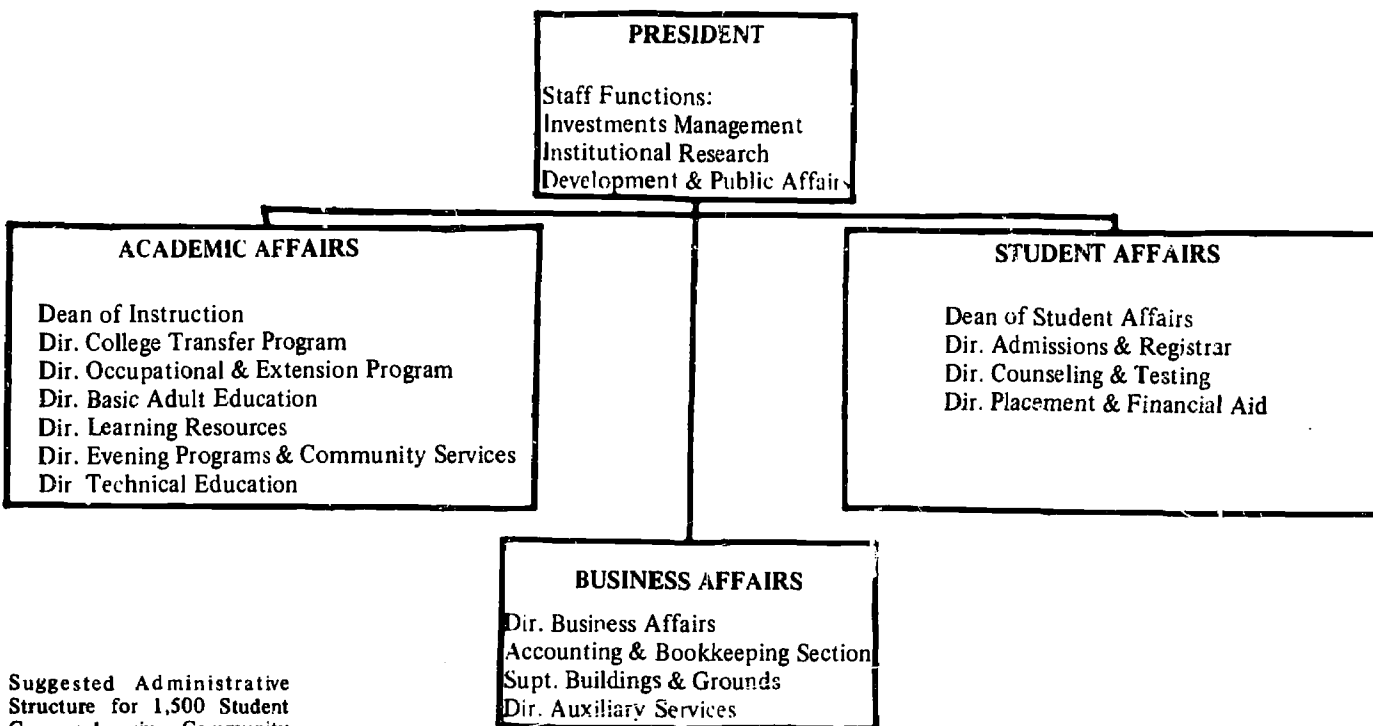 PRESIDENT
Staff Functions:
Investments Management
Institutional Research
Development & Public Affairs
ACADEMIC AFFAIRS
Dean of Instruction
Dir. College Transfer Program
Dir. Occupational & Extension Program
Dir. Basic Adult Education
Dir. Learning Resources
Dir. Evening Programs & Community Services
Dir Technical Education
STUDENT AFFAIRS
Dean of Student Affairs
Dir. Admissions & Registrar
Dir. Counseling & Testing
Dir. Placement & Financial Aid
BUSINESS AFFAIRS
Dir. Business Affairs
Accounting & Bookkeeping Section
Supt. Buildings & Grounds
Dir. Auxiliary Services
Suggested Administrative
Structure for 1,500 Student
Community